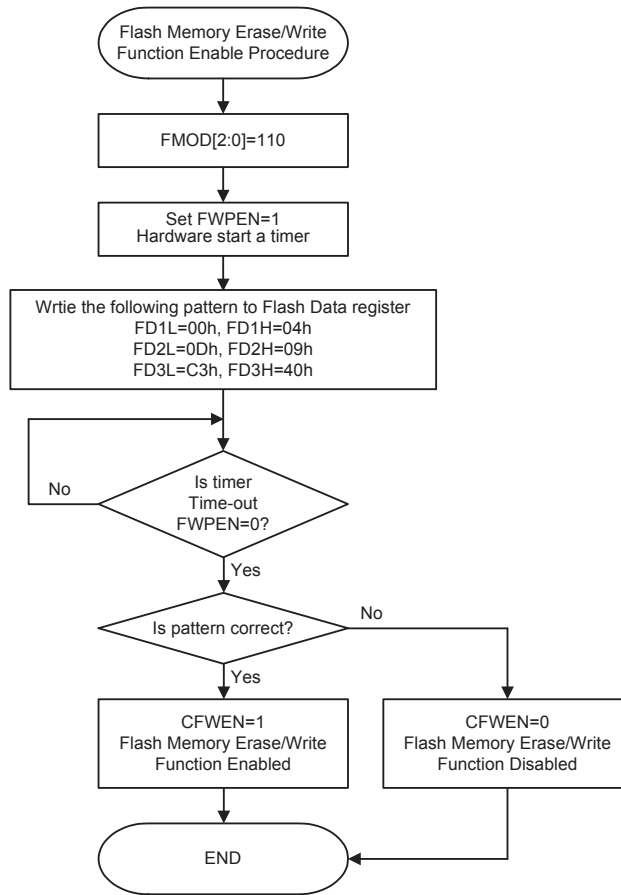 Flash Memory Erase/Write
Function Enable Procedure
FMOD[2:0]=110
Set FWPEN=1
Hardware start a timer
Wrtie the following pattern to Flash Data register
FD1L=00h, FD1H=04h
FD2L=0Dh, FD2H=09h
FD3L=C3h, FD3H=40h
Is timer
Time-out
FWPEN=0?
No
Yes
Is pattern correct?
No
Yes
CFWEN=1
Flash Memory Erase/Write
Function Enabled
CFWEN=0
Flash Memory Erase/Write
Function Disabled
END